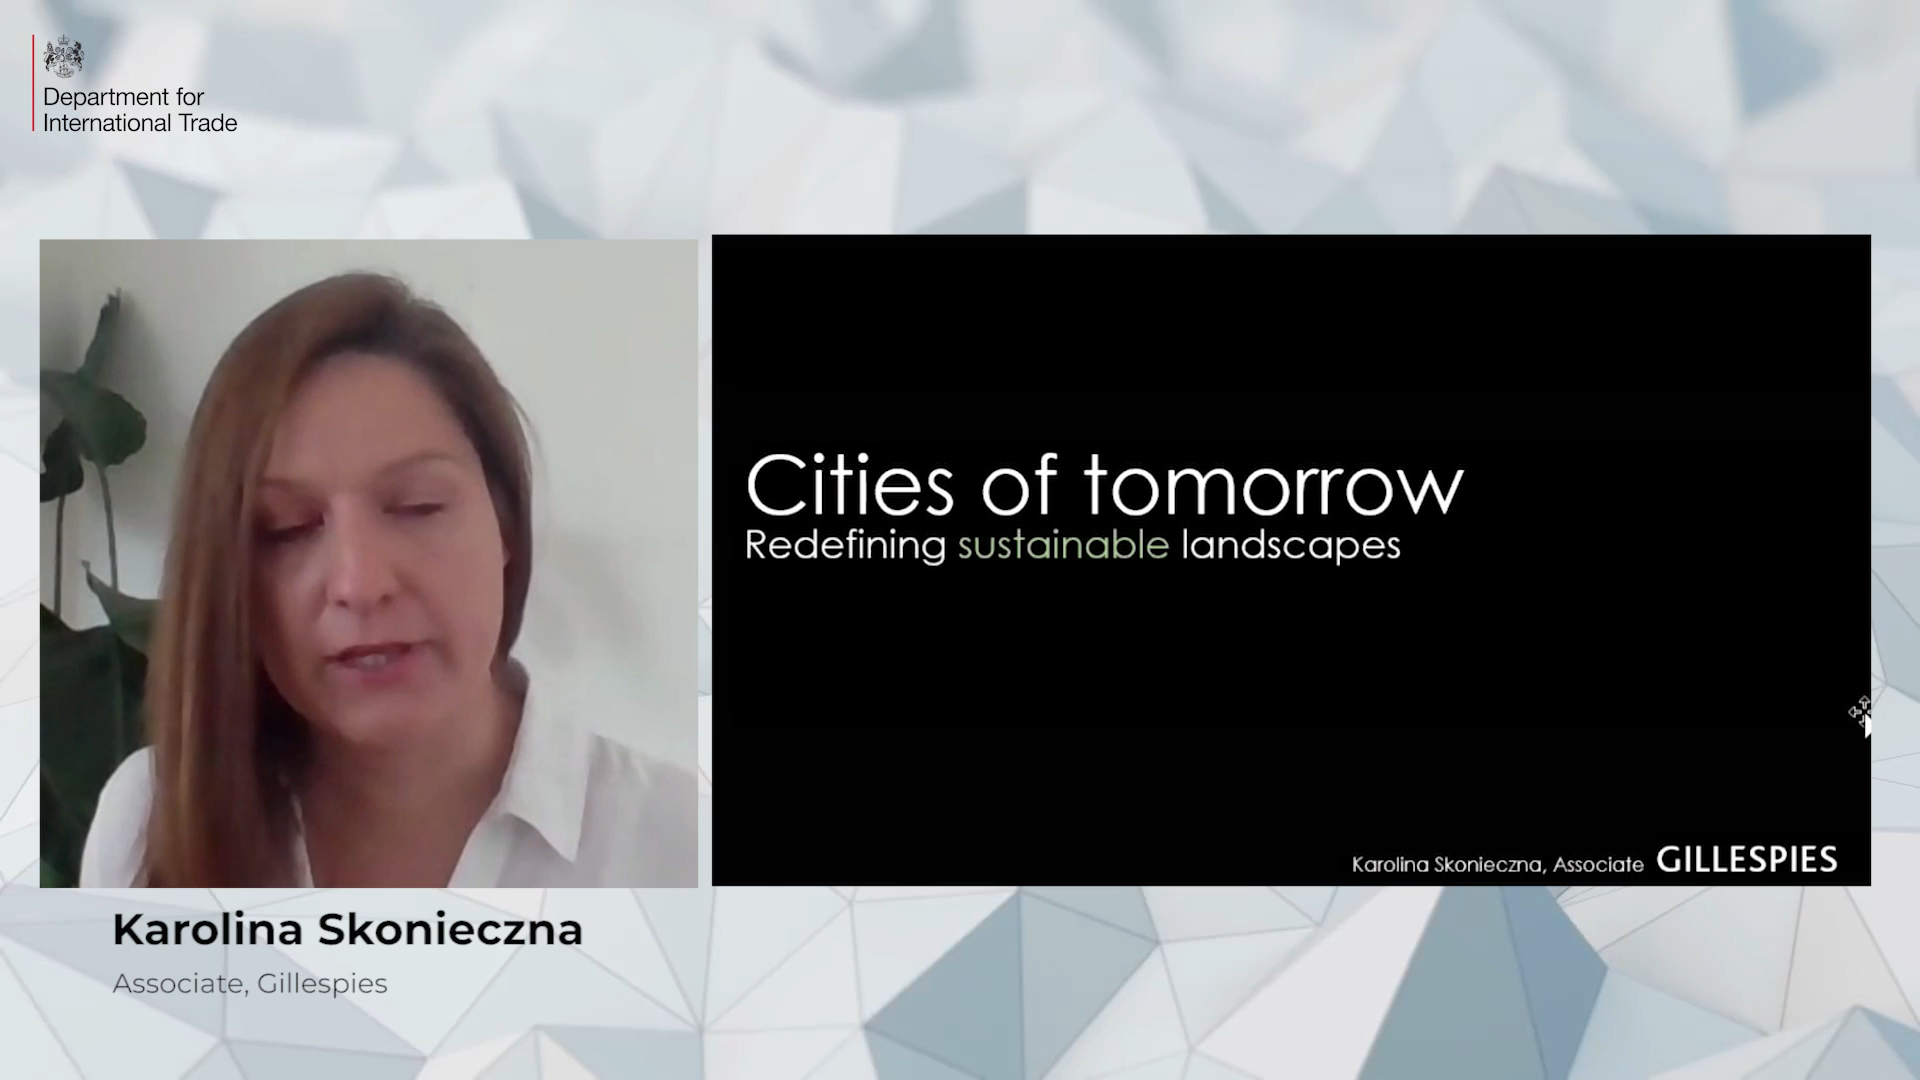 Department for
International Trade
Cities of tomorrow
Redefining sustainable landscapes
Karolina Skonieczna, Associate GILLESPIES
Karolina Skonieczna
Associate, Gillespies